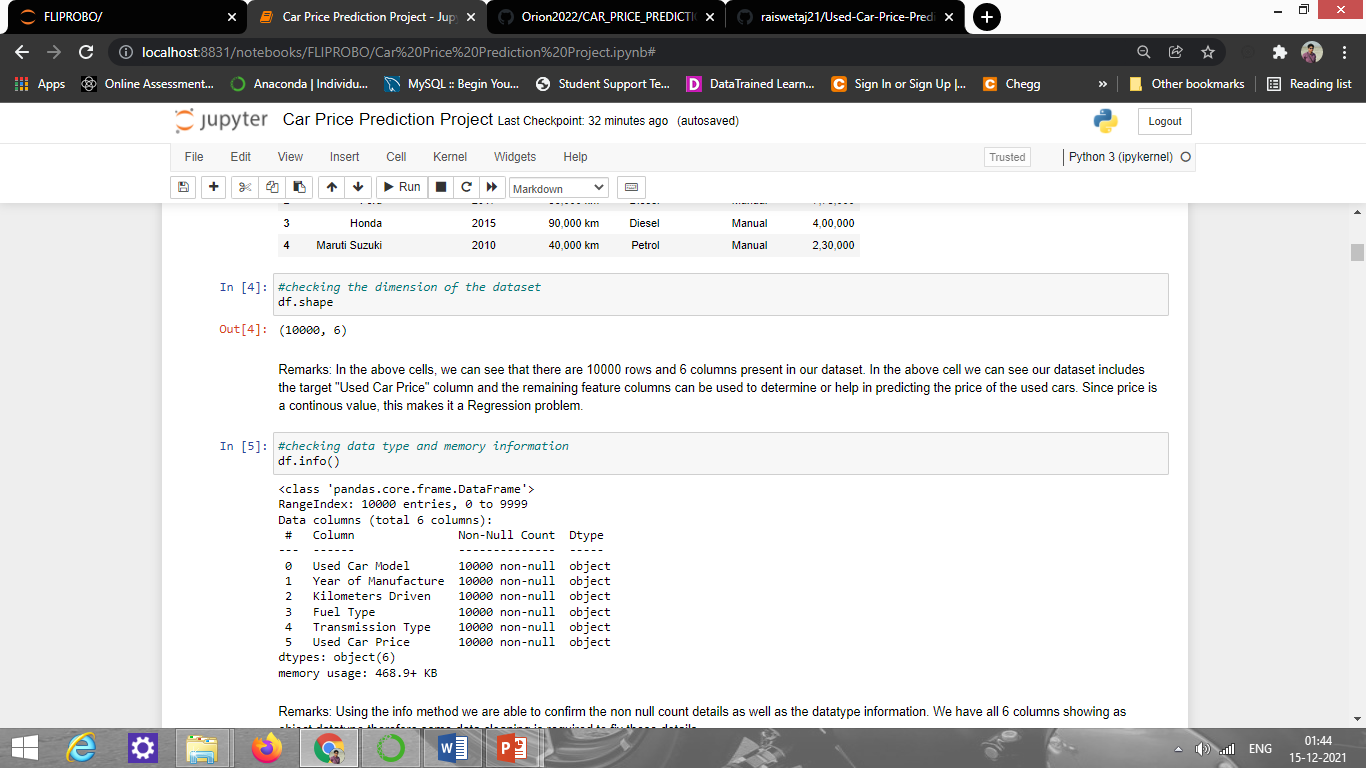 FLIPROBO/
Car Price Prediction Project - Jup
Orion2022/CAR_PRICE_PREDICTI
raiswetaj21/Used-Car-Price-Pred
localhost:8831/notebooks/FLIPROBO/Car%20Price%20Prediction%20Project.ipynb#
Apps
Online Assessment...
Anaconda | Individu...
MySQL :: Begin You...
Student Support Te...
DataTrained Learn...
Sign In or Sign Up |...
Chegg
»
Other bookmarks
Reading list
jupyter Car Price Prediction Project Last Checkpoint: 32 minutes ago (autosaved)
Logout
File Edit View Insert Cell Kernel Widgets Help
Trusted
Python 3 (ipykernel)
Run
Markdown
3 Honda 2015 90,000 km Diesel Manual 4,00,000
4 Maruti Suzuki 2010 40,000 km Petrol Manual 2,30,000
In [4]: #checking the dimension of the dataset
df.shape
Out[4]: (10000, 6)
Remarks: In the above cells, we can see that there are 10000 rows and 6 columns present in our dataset. In the above cell we can see our dataset includes
the target "Used Car Price" column and the remaining feature columns can be used to determine or help in predicting the price of the used cars. Since price is
a continous value, this makes it a Regression problem.
In [5]: #checking data type and memory information
df.info()
<class 'pandas.core.frame.DataFrame'>
RangeIndex: 10000 entries, 0 to 9999
Data columns (total 6 columns):
# Column Non-Null Count Dtype
--- ------ -------------- -----
0 Used Car Model 10000 non-null object
1 Year of Manufacture 10000 non-null object
2 Kilometers Driven 10000 non-null object
3 Fuel Type 10000 non-null object
4 Transmission Type 10000 non-null object
5 Used Car Price 10000 non-null object
dtypes: object(6)
memory usage: 468.9+ KB
Remarks: Using the info method we are able to confirm the non null count details as well as the datatype information. We have all 6 columns showing as
object datatype therefore some data cleaning is required to fix those details
ENG
01:44
15-12-2021